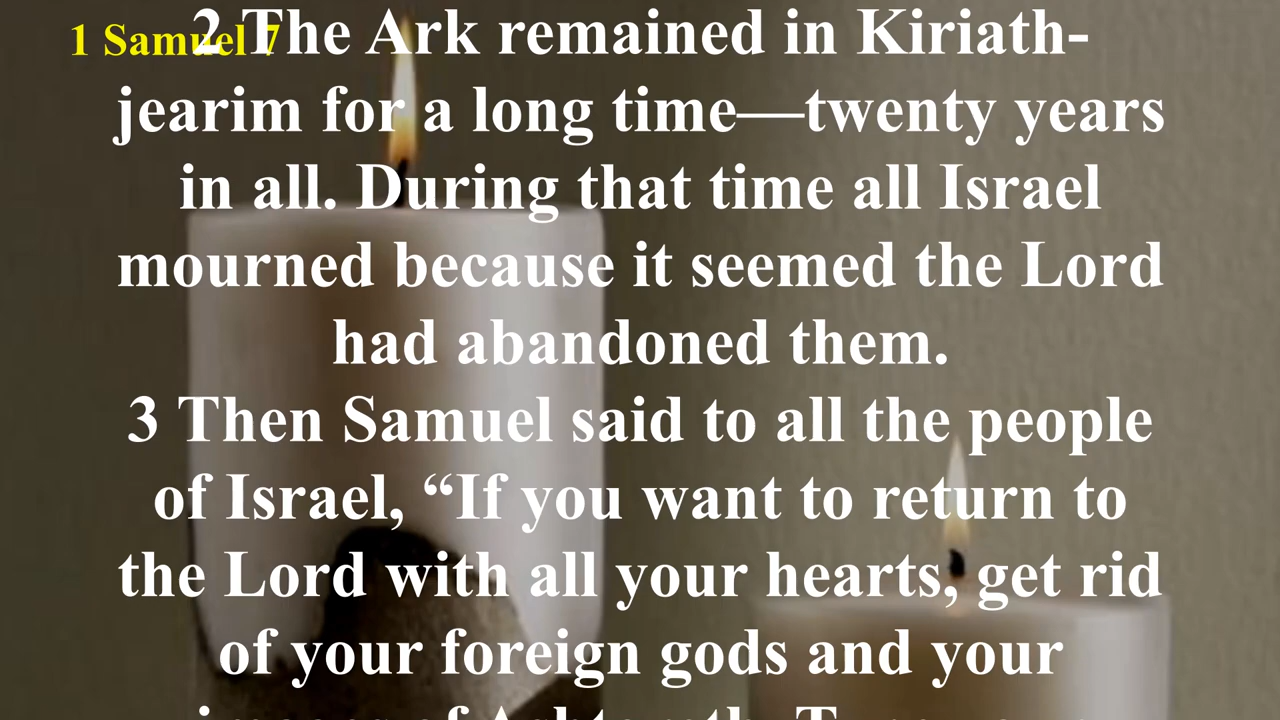 1 Samuel 7
2 The Ark remained in Kiriath-
jearim for a long time—twenty years
in all. During that time all Israel
mourned because it seemed the Lord
had abandoned them.
3 Then Samuel said to all the people
of Israel, “If you want to return to
the Lord with all your hearts, get rid
of your foreign gods and your